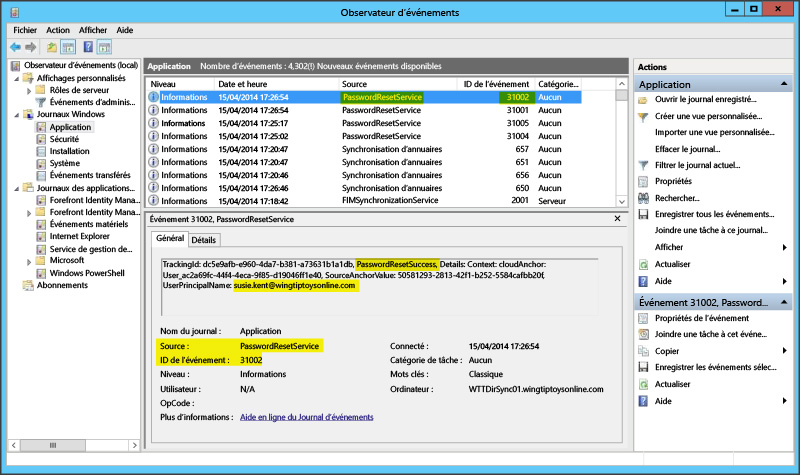 Observateur d'événements
Fichier Action Afficher Aide
Observateur d'événements (local)
Affichages personnalisés
Rôles de serveur
Événements d'adminis...
Journaux Windows
Application
Sécurité
Installation
Système
Événements transférés
Journaux des applications...
Forefront Identity Mana...
Forefront Identity Mana...
Événements matériels
Internet Explorer
Service de gestion de...
Microsoft
Windows PowerShell
Abonnements
Application Nombre d'événements : 4,302(!) Nouveaux événements disponibles
Niveau Date et heure Source ID de l'événement Catégorie...
Informations 15/04/2014 17:26:54 PasswordResetService 31002 Aucun
Informations 15/04/2014 17:26:54 PasswordResetService 31001 Aucun
Informations 15/04/2014 17:25:17 PasswordResetService 31005 Aucun
Informations 15/04/2014 17:25:02 PasswordResetService 31004 Aucun
Informations 15/04/2014 17:20:47 Synchronisation d'annuaires 657 Aucun
Informations 15/04/2014 17:20:47 Synchronisation d'annuaires 651 Aucun
Informations 15/04/2014 17:20:47 Synchronisation d'annuaires 656 Aucun
Informations 15/04/2014 17:26:46 Synchronisation d'annuaires 650 Aucun
Informations 15/04/2014 17:18:42 FIMSynchronizationService 2001 Serveur
Événement 31002, PasswordResetService
Général Détails
TrackingId: dc5e9afb-e960-4da7-b381-a73631b1a1db, PasswordResetSuccess, Details: Context: cloudAnchor:
User_ac2a69fc-44f4-4eca-9f85-d19046ff1e40, SourceAnchorValue: 50581293-2813-42f1-b252-5584cafbb20f,
UserPrincipalName: susie.kent@wingtiptoysonline.com
Nom du journal : Application
Source : PasswordResetService Connecté : 15/04/2014 17:26:54
ID de l'événement : 31002 Catégorie de tâche : Aucun
Niveau : Informations Mots clés : Classique
Utilisateur : N/A Ordinateur : WTTDirSync01.wingtiptoysonline.com
OpCode :
Plus d'informations : Aide en ligne du Journal d'événements
Actions
Application
Ouvrir le journal enregistré...
Créer une vue personnalisée...
Importer une vue personnalisée...
Effacer le journal...
Filtrer le journal actuel...
Propriétés
Rechercher...
Enregistrer tous les événements...
Joindre une tâche à ce journal...
Afficher
Actualiser
Aide
Événement 31002, Password...
Propriétés de l'événement
Joindre une tâche à cet événe...
Copier
Enregistrer les événements sélec...
Actualiser
Aide